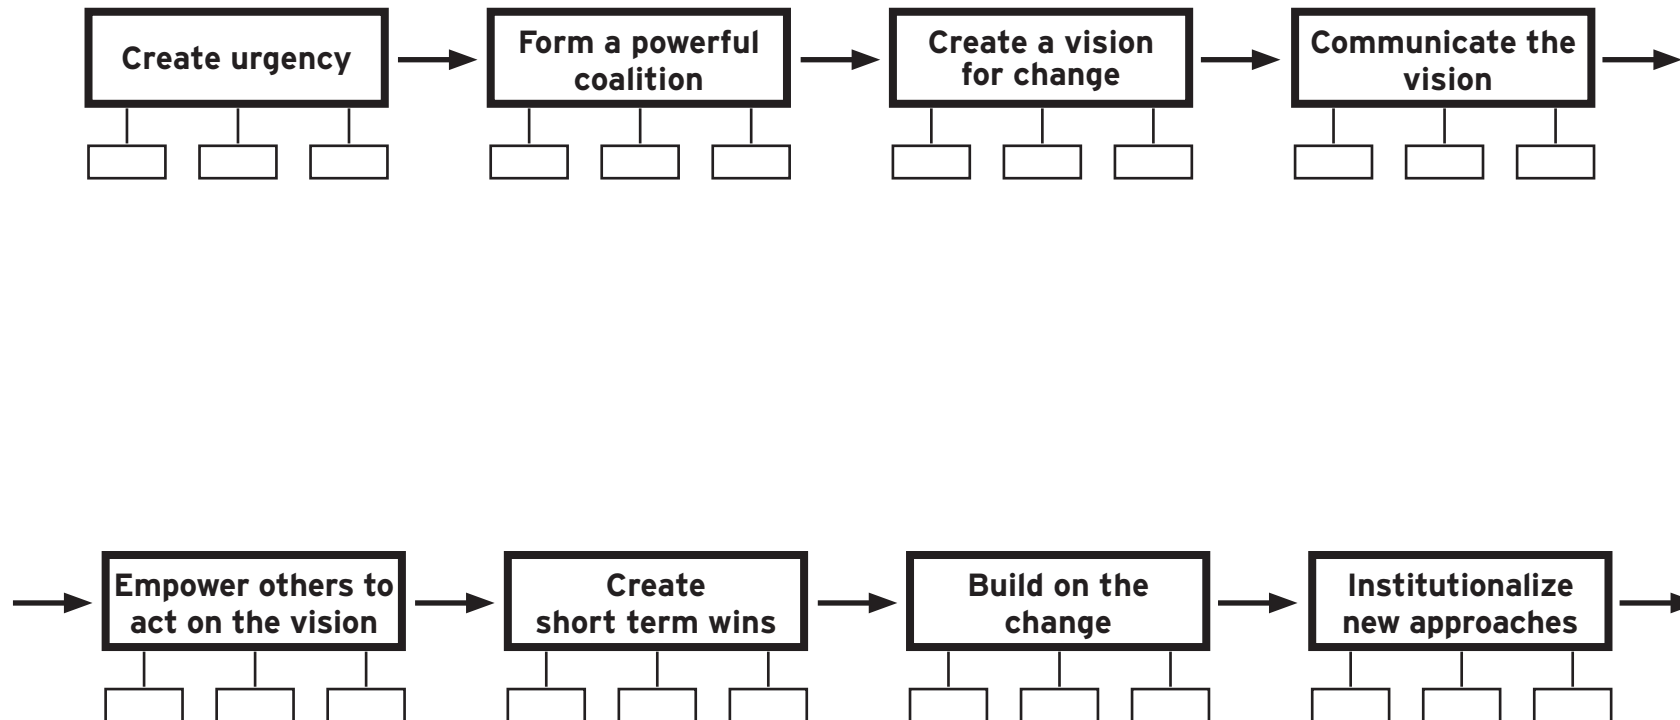 Create urgency
Form a powerful
coalition
Create a vision
for change
Communicate the
vision
Empower others to
act on the vision
Create
short term wins
Build on the
change
Institutionalize
new approaches